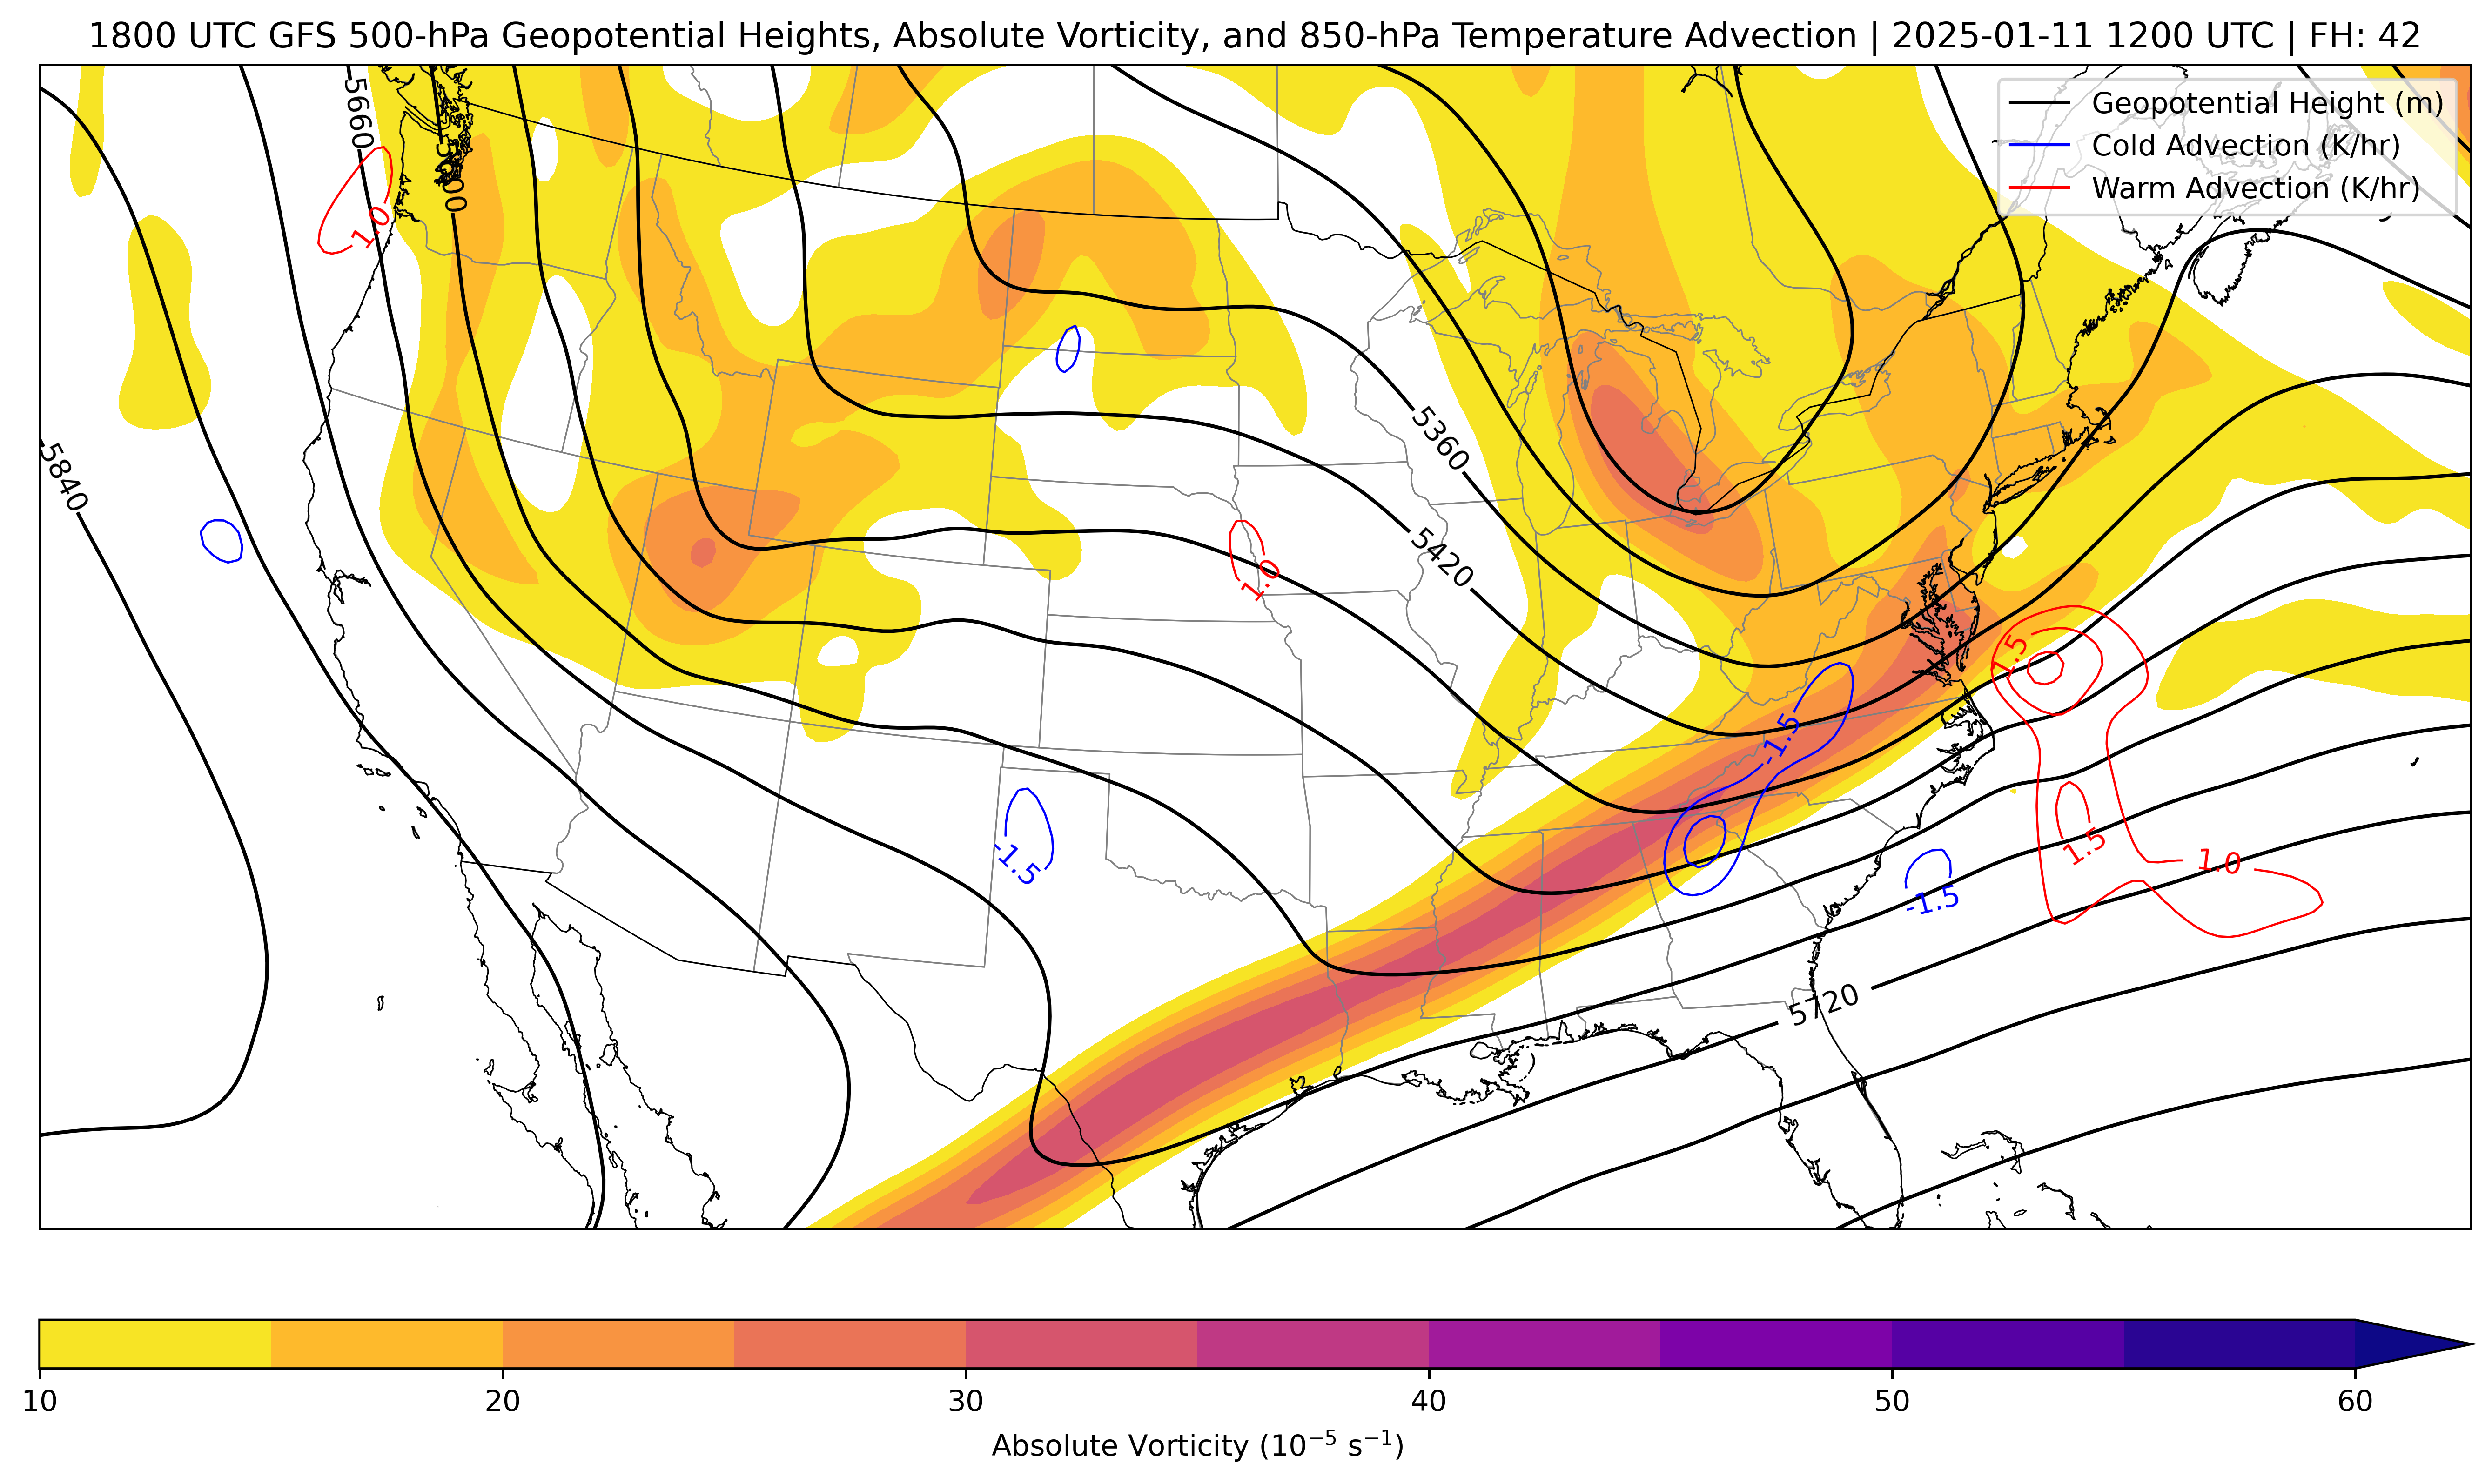 1800 UTC GFS 500-hPa Geopotential Heights, Absolute Vorticity, and 850-hPa Temperature Advection | 2025-01-11 1200 UTC | FH: 42
Geopotential Height (m)
Cold Advection (K/hr)
Warm Advection (K/hr)
5660
1.0
5360
5840
5420
1.0
1.5
-1.5
-1.5
1.5
1.0
-1.5
5720
10 20 30 40 50 60
Absolute Vorticity (10⁻⁵ s⁻¹)